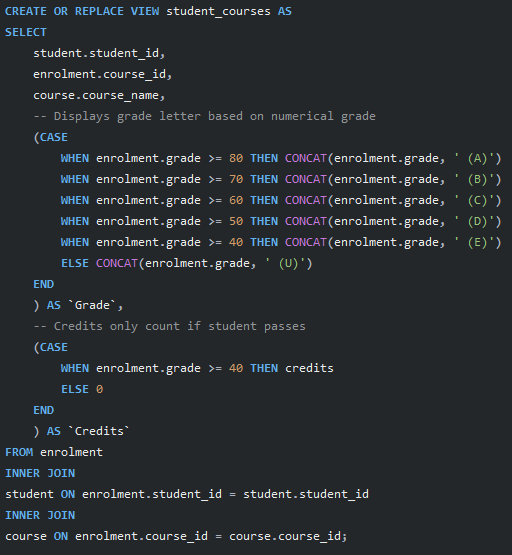 CREATE OR REPLACE VIEW student_courses AS
SELECT
    student.student_id,
    enrolment.course_id,
    course.course_name,
    -- Displays grade letter based on numerical grade
    (CASE
        WHEN enrolment.grade >= 80 THEN CONCAT(enrolment.grade, ' (A)')
        WHEN enrolment.grade >= 70 THEN CONCAT(enrolment.grade, ' (B)')
        WHEN enrolment.grade >= 60 THEN CONCAT(enrolment.grade, ' (C)')
        WHEN enrolment.grade >= 50 THEN CONCAT(enrolment.grade, ' (D)')
        WHEN enrolment.grade >= 40 THEN CONCAT(enrolment.grade, ' (E)')
        ELSE CONCAT(enrolment.grade, ' (U)')
    END
    ) AS `Grade`,
    -- Credits only count if student passes
    (CASE
        WHEN enrolment.grade >= 40 THEN credits
        ELSE 0
    END
    ) AS `Credits`
FROM enrolment
INNER JOIN
student ON enrolment.student_id = student.student_id
INNER JOIN
course ON enrolment.course_id = course.course_id;